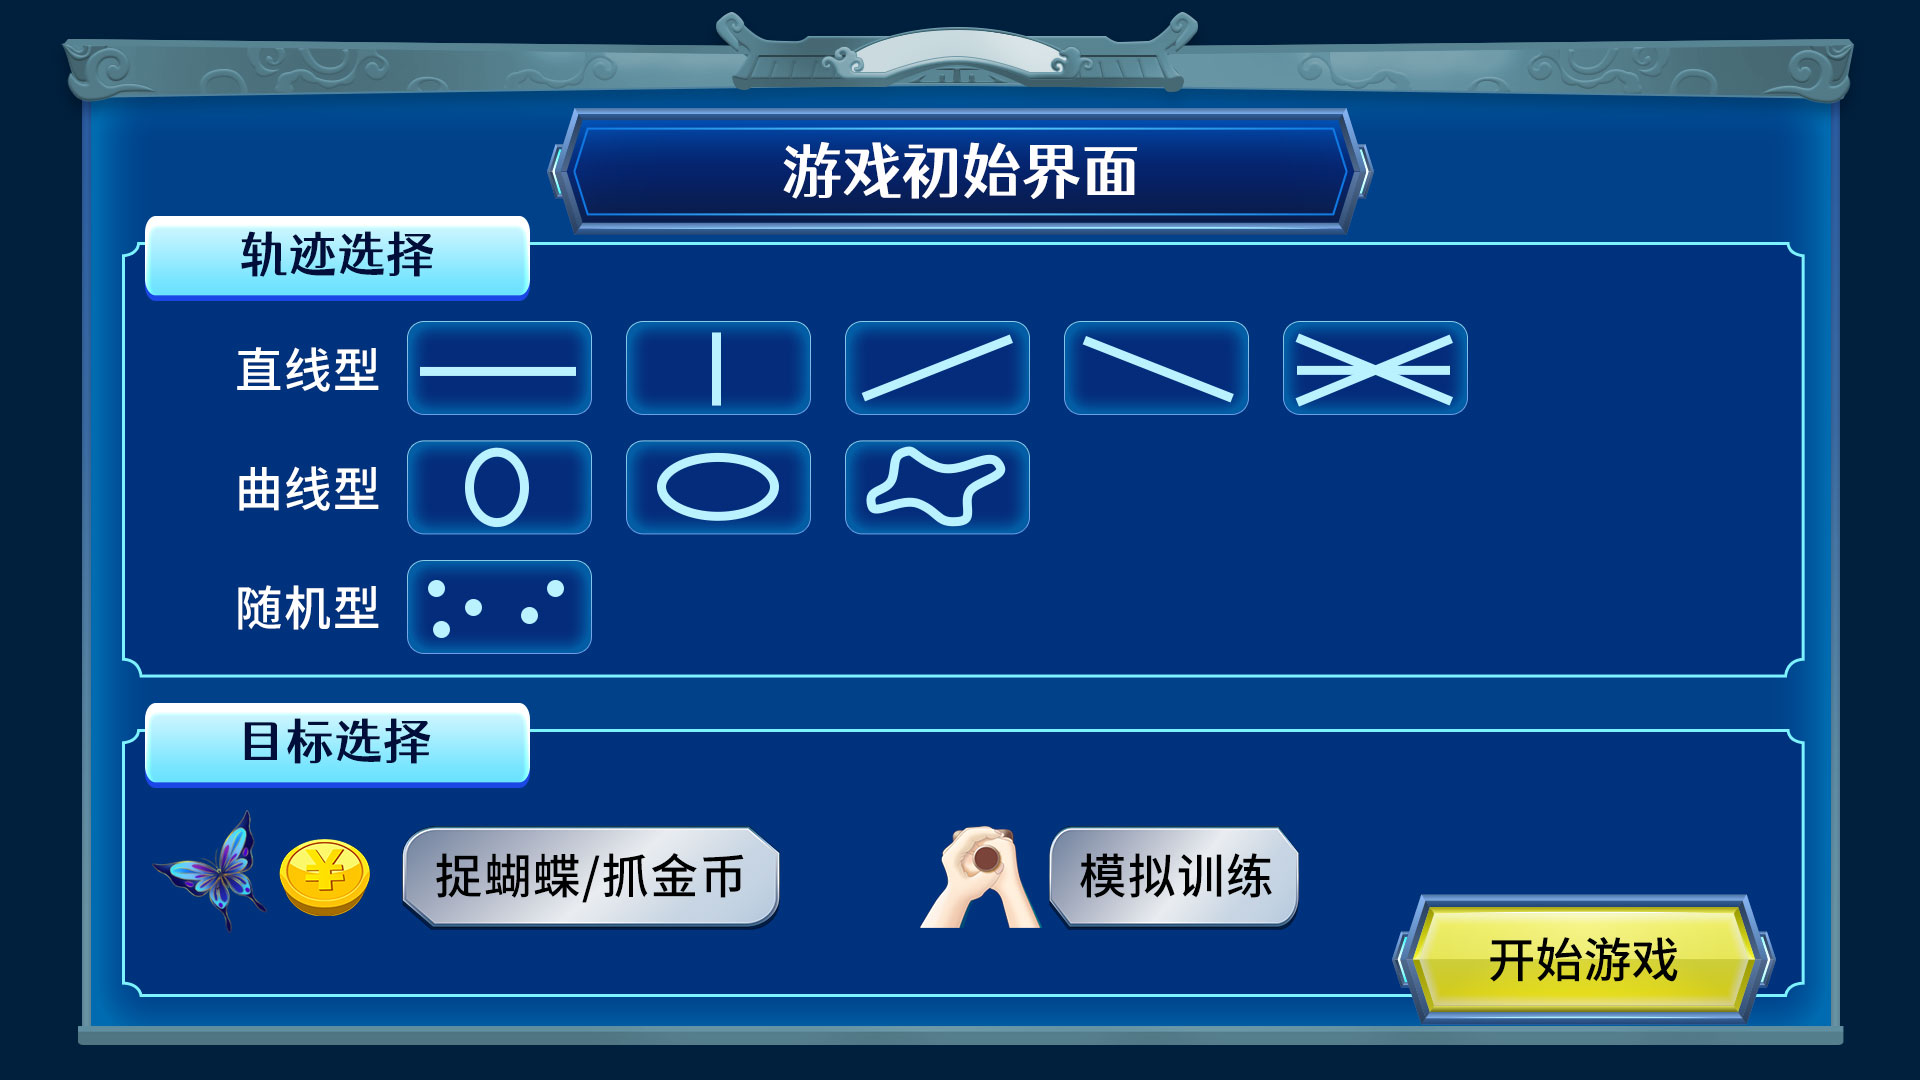 游戏初始界面
轨迹选择
直线型
曲线型
随机型
目标选择
捉蝴蝶/抓金币
模拟训练
开始游戏